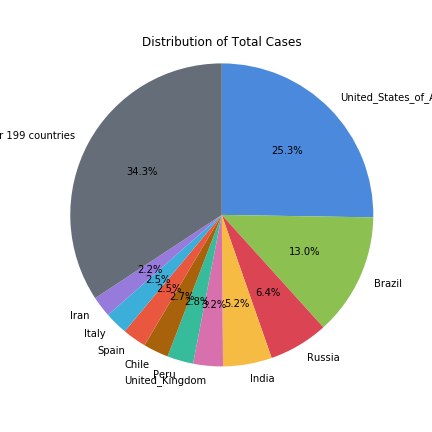 Distribution of Total Cases
United_States_of_A
25.3%
r 199 countries
34.3%
13.0%
Brazil
2.2%
2.5%
2.5%
2.7%
2.8%
3.2%
5.2%
6.4%
Iran
Italy
Spain
Chile
Peru
United_Kingdom
India
Russia